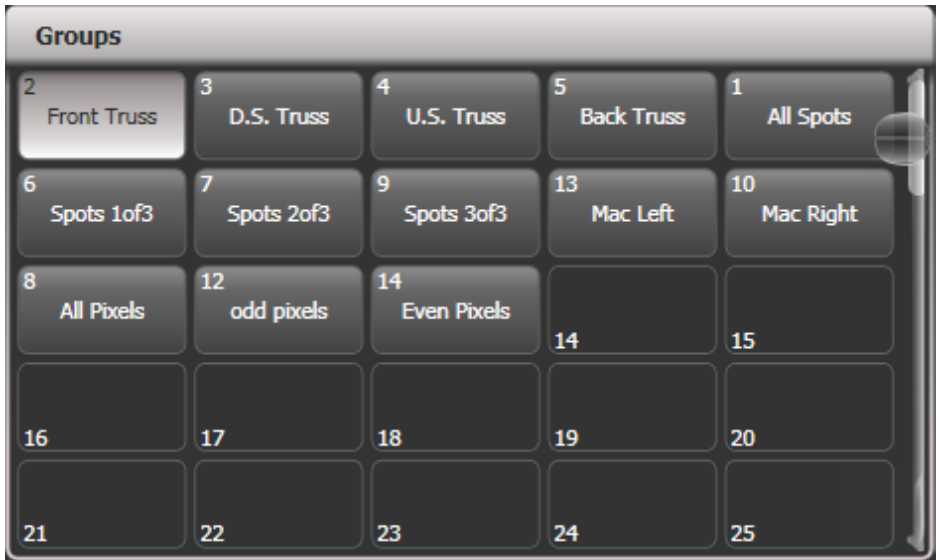 Groups
2 Front Truss
3 D.S. Truss
4 U.S. Truss
5 Back Truss
1 All Spots
6 Spots 1of3
7 Spots 2of3
9 Spots 3of3
13 Mac Left
10 Mac Right
8 All Pixels
12 odd pixels
14 Even Pixels
14
15
16
17
18
19
20
21
22
23
24
25